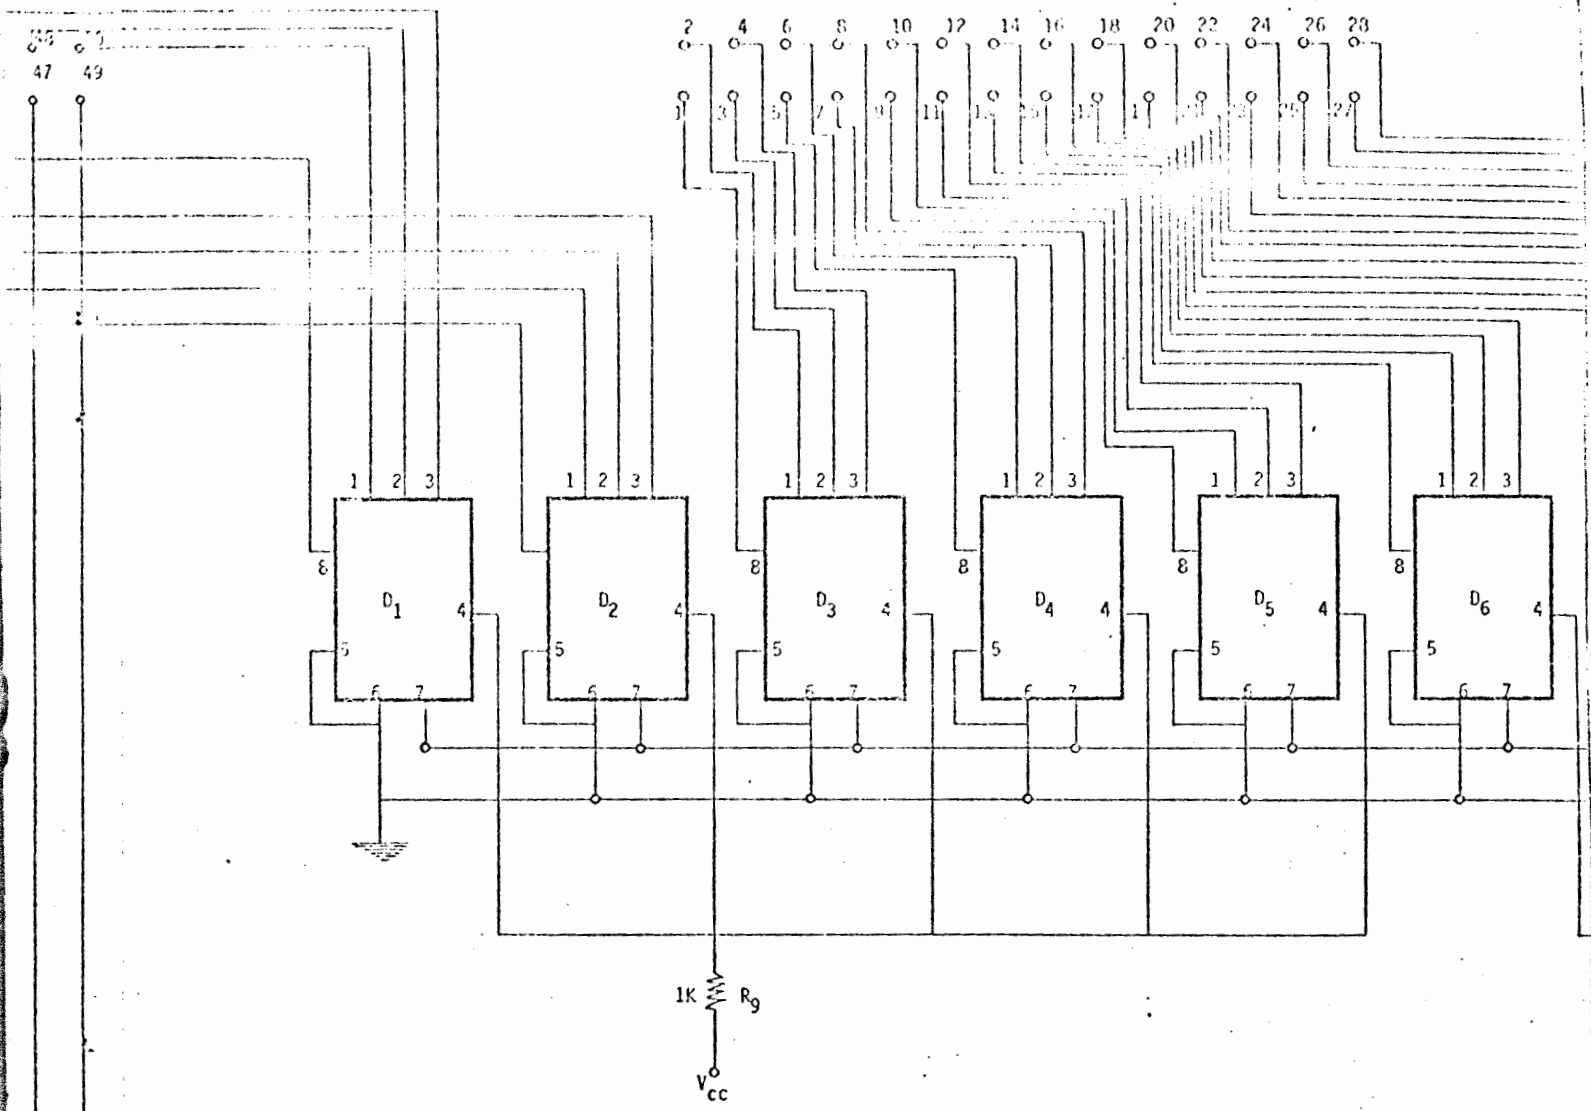 2 4 6 8 10 12 14 16 18 20 22 24 26 28
47 49
3 5 7 9 11
1 2 3 1 2 3 1 2 3 1 2 3 1 2 3 1 2 3
8 8 8 8 8
D1 4 D2 4 D3 4 D4 4 D5 4 D6 4
5 5 5 5 5 5
6 7 6 7 6 7 6 7 6 7 6 7
1K R9
VCC